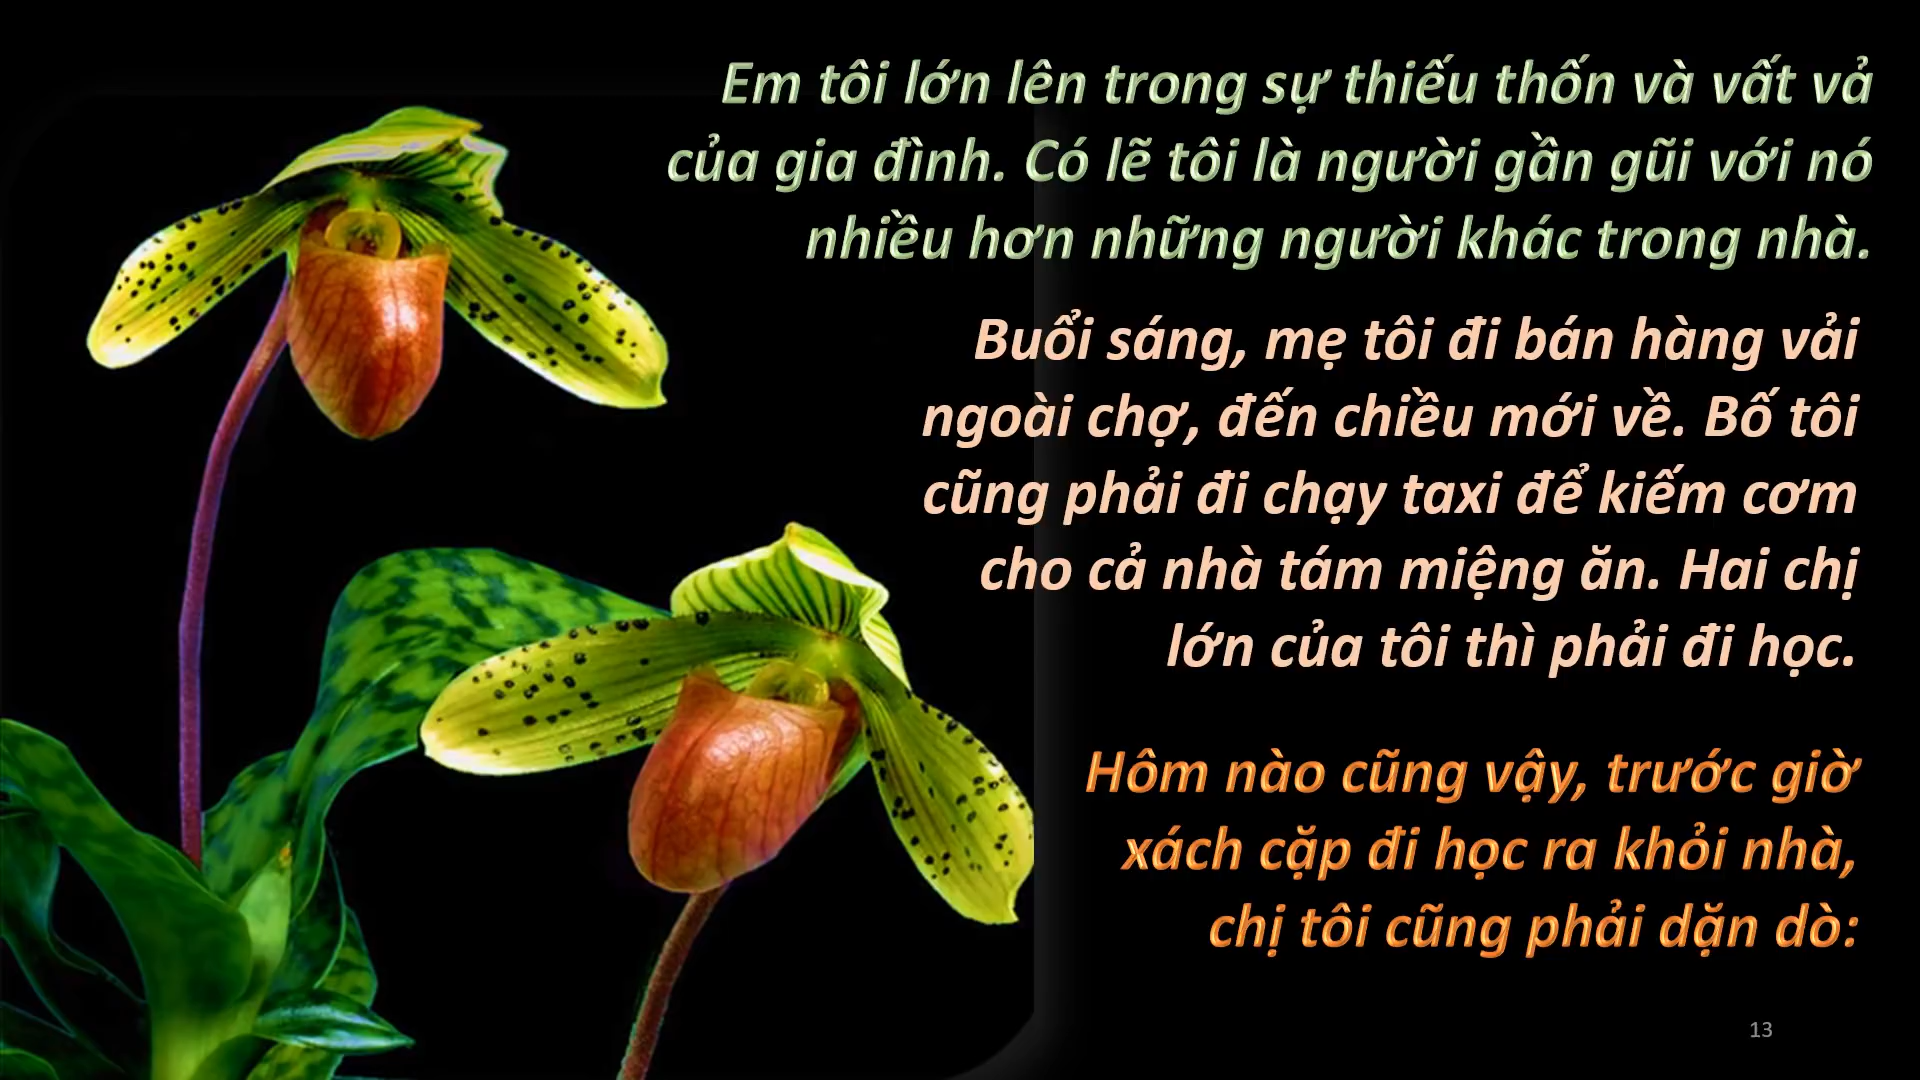 Em tôi lớn lên trong sự thiếu thốn và vất vả
của gia đình. Có lẽ tôi là người gần gũi với nó
nhiều hơn những người khác trong nhà.
Buổi sáng, mẹ tôi đi bán hàng vải
ngoài chợ, đến chiều mới về. Bố tôi
cũng phải đi chạy taxi để kiếm cơm
cho cả nhà tám miệng ăn. Hai chị
lớn của tôi thì phải đi học.
Hôm nào cũng vậy, trước giờ
xách cặp đi học ra khỏi nhà,
chị tôi cũng phải dặn dò:
13